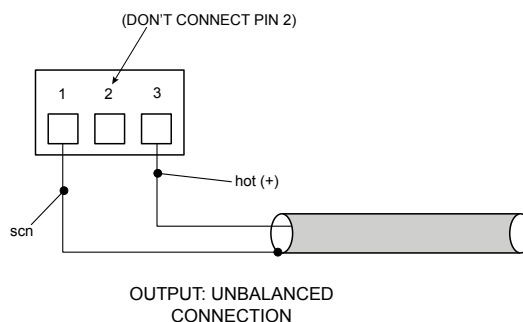 (DON'T CONNECT PIN 2)
1 2 3
hot (+)
scn
OUTPUT: UNBALANCED
CONNECTION